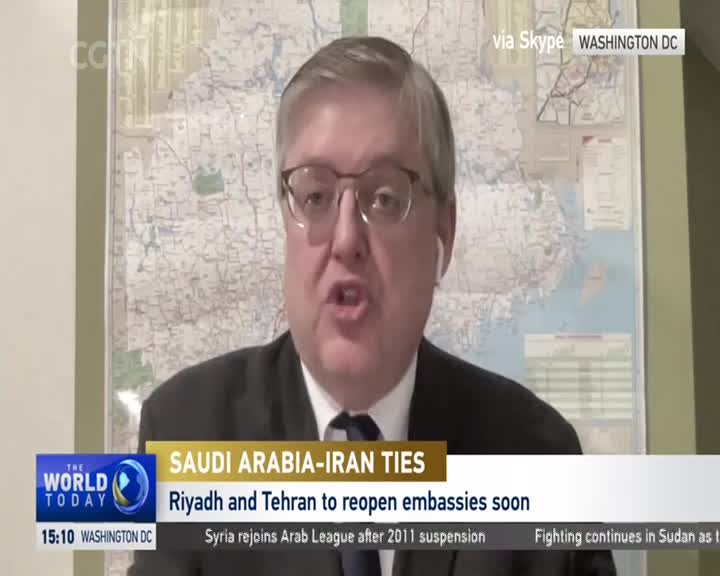 CGTN
via Skype
WASHINGTON DC
SAUDI ARABIA-IRAN TIES
THE
WORLD
TODAY
Riyadh and Tehran to reopen embassies soon
15:10 WASHINGTON DC
Syria rejoins Arab League after 2011 suspension Fighting continues in Sudan as t